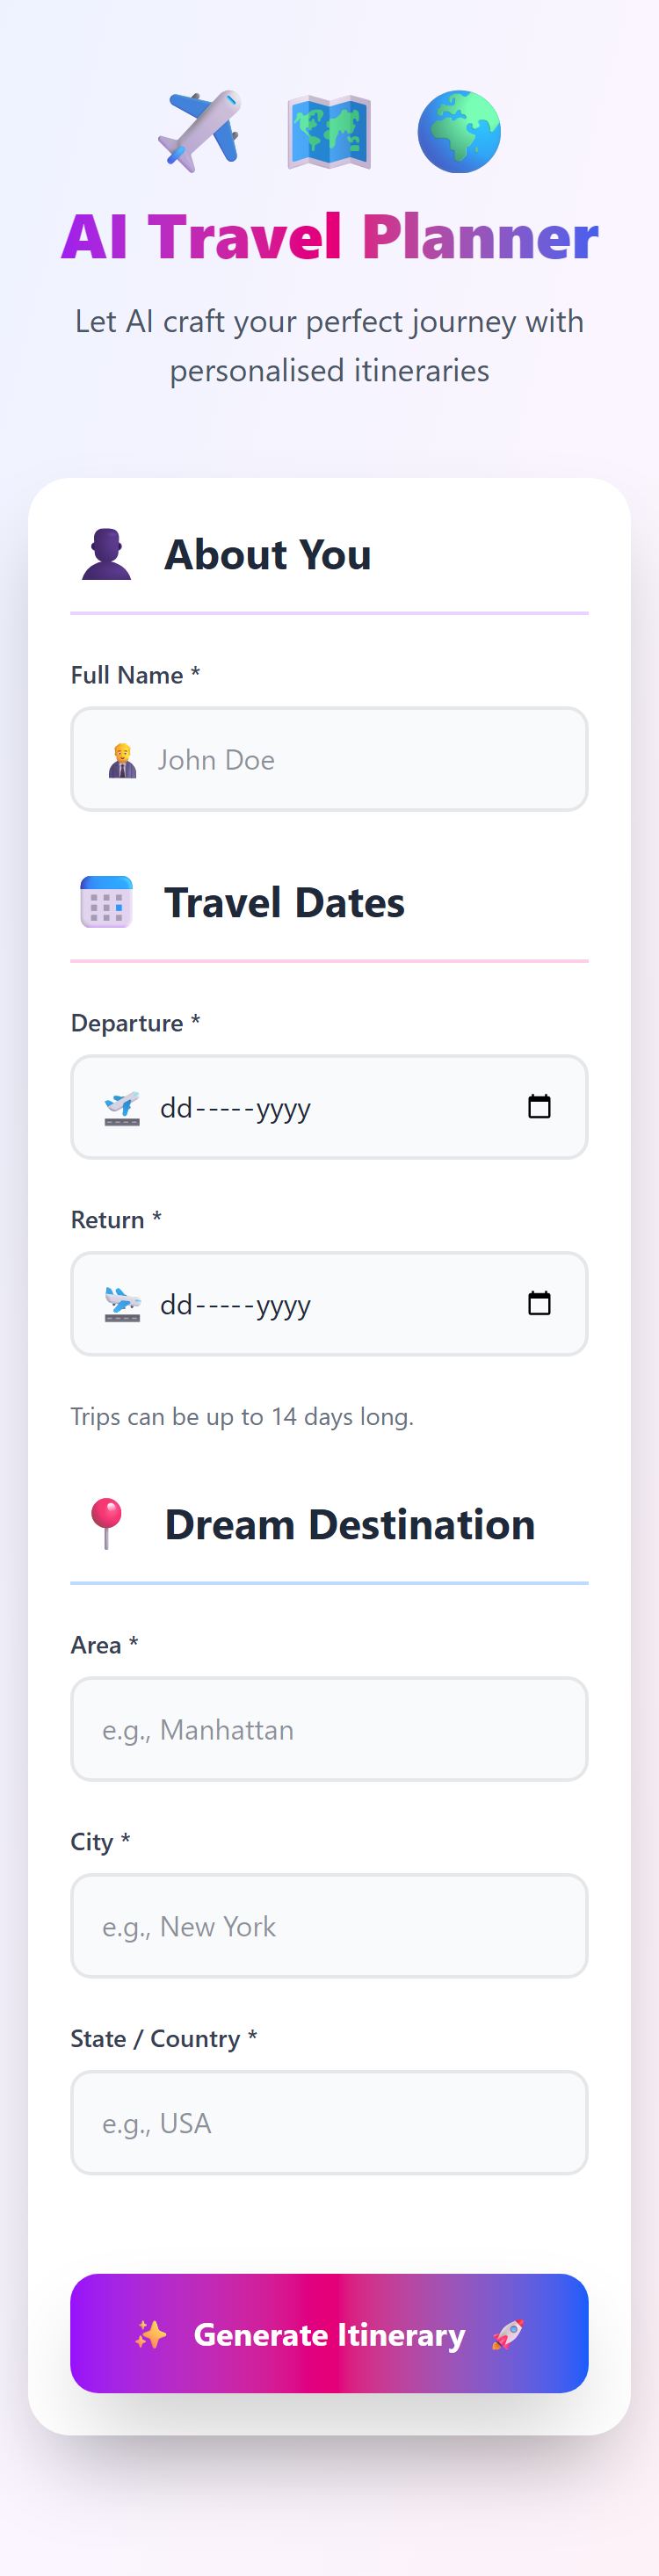 AI Travel Planner
Let AI craft your perfect journey with
personalised itineraries
About You
Full Name *
John Doe
Travel Dates
Departure *
dd-----yyyy
Return *
dd-----yyyy
Trips can be up to 14 days long.
Dream Destination
Area *
e.g., Manhattan
City *
e.g., New York
State / Country *
e.g., USA
Generate Itinerary